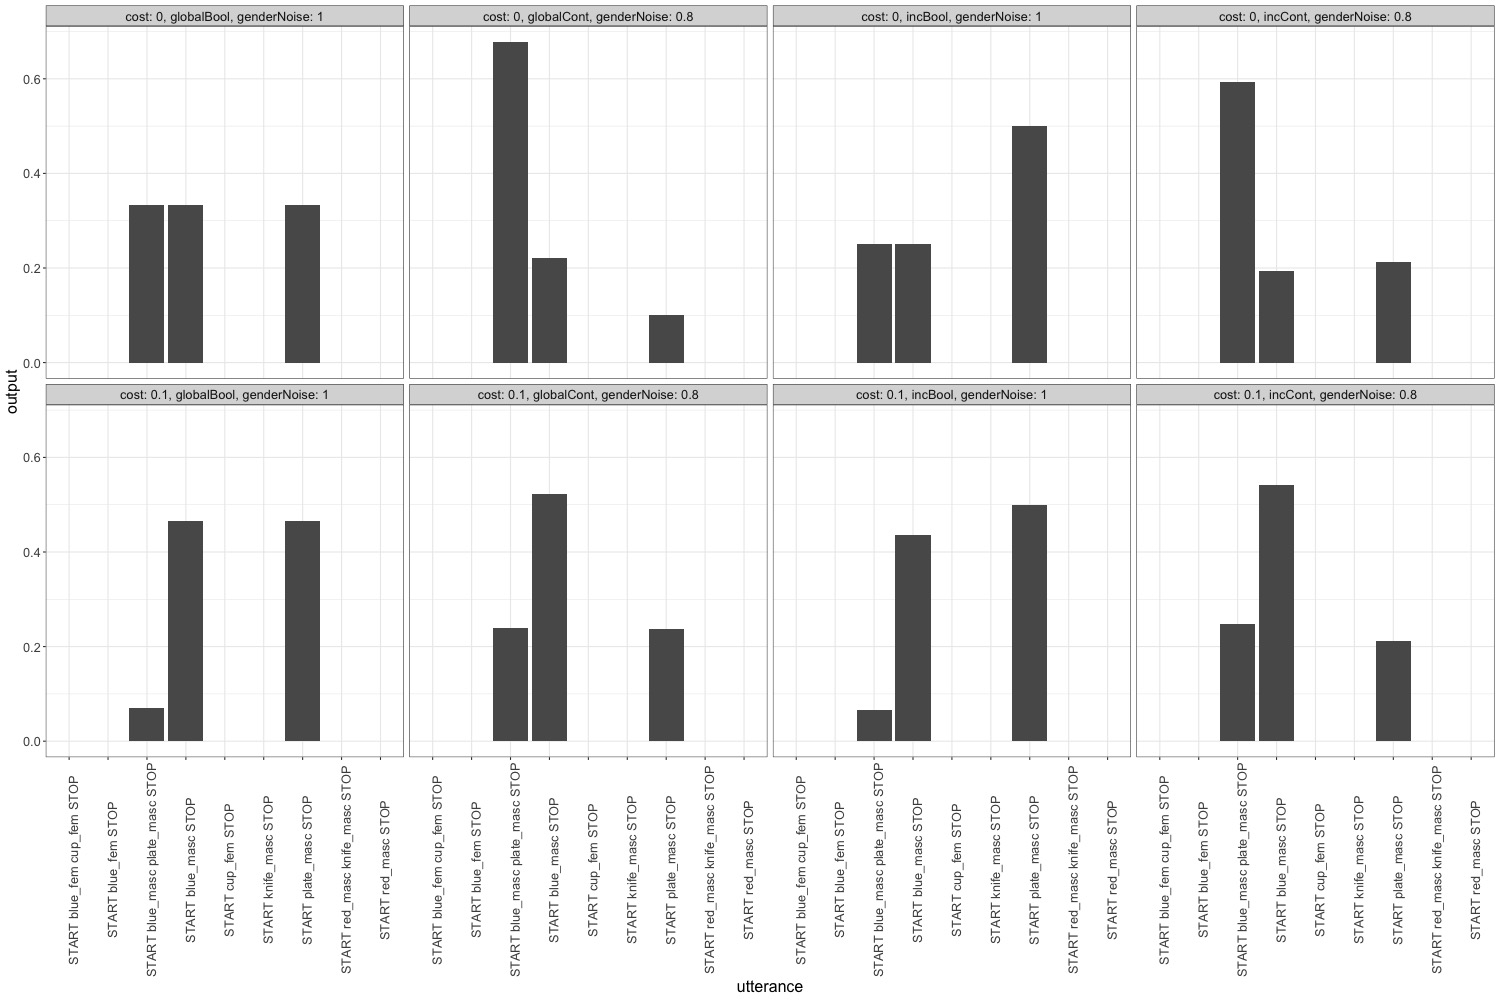 cost: 0, globalBool, genderNoise: 1
cost: 0, globalCont, genderNoise: 0.8
cost: 0, incBool, genderNoise: 1
cost: 0, incCont, genderNoise: 0.8
0.6
0.4
0.2
0.0
output
cost: 0.1, globalBool, genderNoise: 1
cost: 0.1, globalCont, genderNoise: 0.8
cost: 0.1, incBool, genderNoise: 1
cost: 0.1, incCont, genderNoise: 0.8
0.6
0.4
0.2
0.0
START blue_fem cup_fem STOP
START blue_fem STOP
START blue_masc plate_masc STOP
START blue_masc STOP
START cup_fem STOP
START knife_masc STOP
START plate_masc STOP
START red_masc knife_masc STOP
START red_masc STOP
START blue_fem cup_fem STOP
START blue_fem STOP
START blue_masc plate_masc STOP
START blue_masc STOP
START cup_fem STOP
START knife_masc STOP
START plate_masc STOP
START red_masc knife_masc STOP
START red_masc STOP
START blue_fem cup_fem STOP
START blue_fem STOP
START blue_masc plate_masc STOP
START blue_masc STOP
START cup_fem STOP
START knife_masc STOP
START plate_masc STOP
START red_masc knife_masc STOP
START red_masc STOP
START blue_fem cup_fem STOP
START blue_fem STOP
START blue_masc plate_masc STOP
START blue_masc STOP
START cup_fem STOP
START knife_masc STOP
START plate_masc STOP
START red_masc knife_masc STOP
START red_masc STOP
utterance